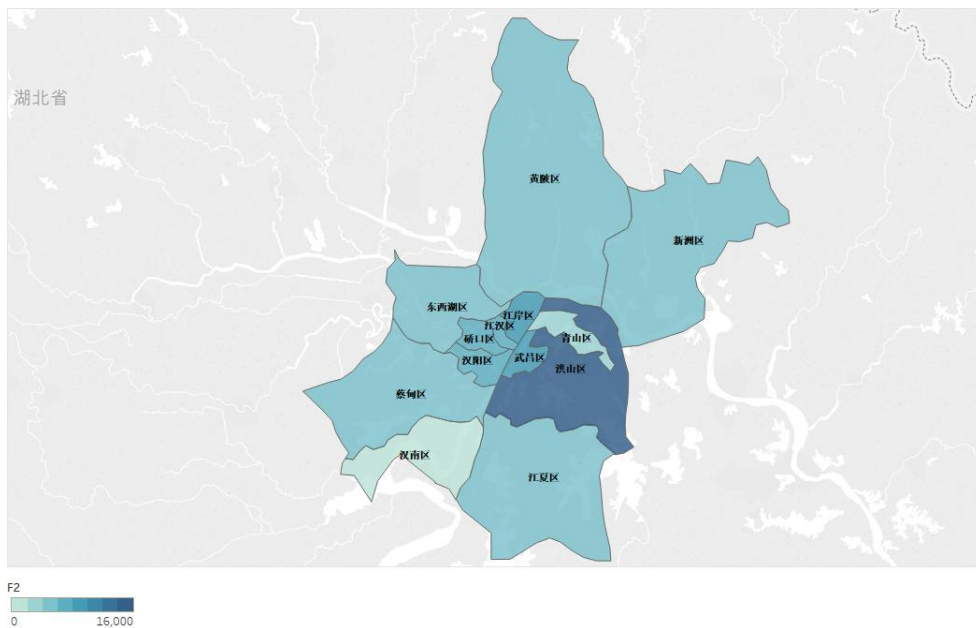 湖北省
黄陂区
新洲区
东西湖区
江岸区
江汉区
硚口区
青山区
汉阳区
武昌区
洪山区
蔡甸区
汉南区
江夏区
F2
0 16,000